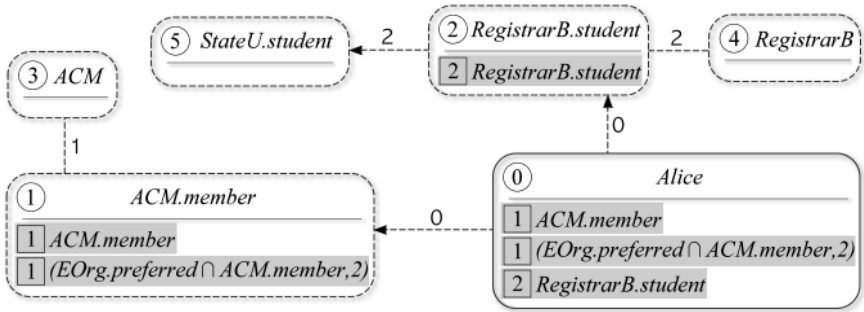 5 StateU.student
2
2 RegistrarB.student
2 RegistrarB.student
2
4 RegistrarB
3 ACM
1
0
1 ACM.member
1 ACM.member
1 (EOrg.preferred ∩ ACM.member,2)
0
0 Alice
1 ACM.member
1 (EOrg.preferred ∩ ACM.member,2)
2 RegistrarB.student